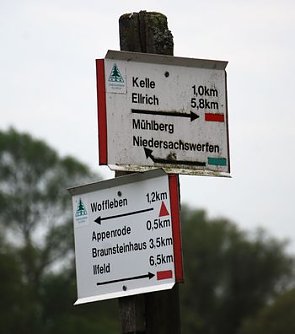 Kelle 1,0km
Ellrich 5,8km
Mühlberg
Niedersachswerfen
Woffleben 1,2km
Appenrode 0,5km
Braunsteinhaus 3,5km
Ilfeld 6,5km